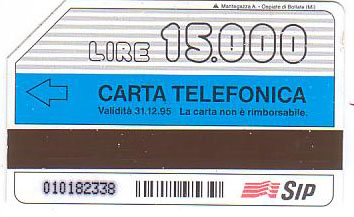 Mantegazza A. - Ospiate di Bollate (Mi.)
LIRE 15.000
CARTA TELEFONICA
Validità 31.12.95 La carta non è rimborsabile.
010182338
SIP